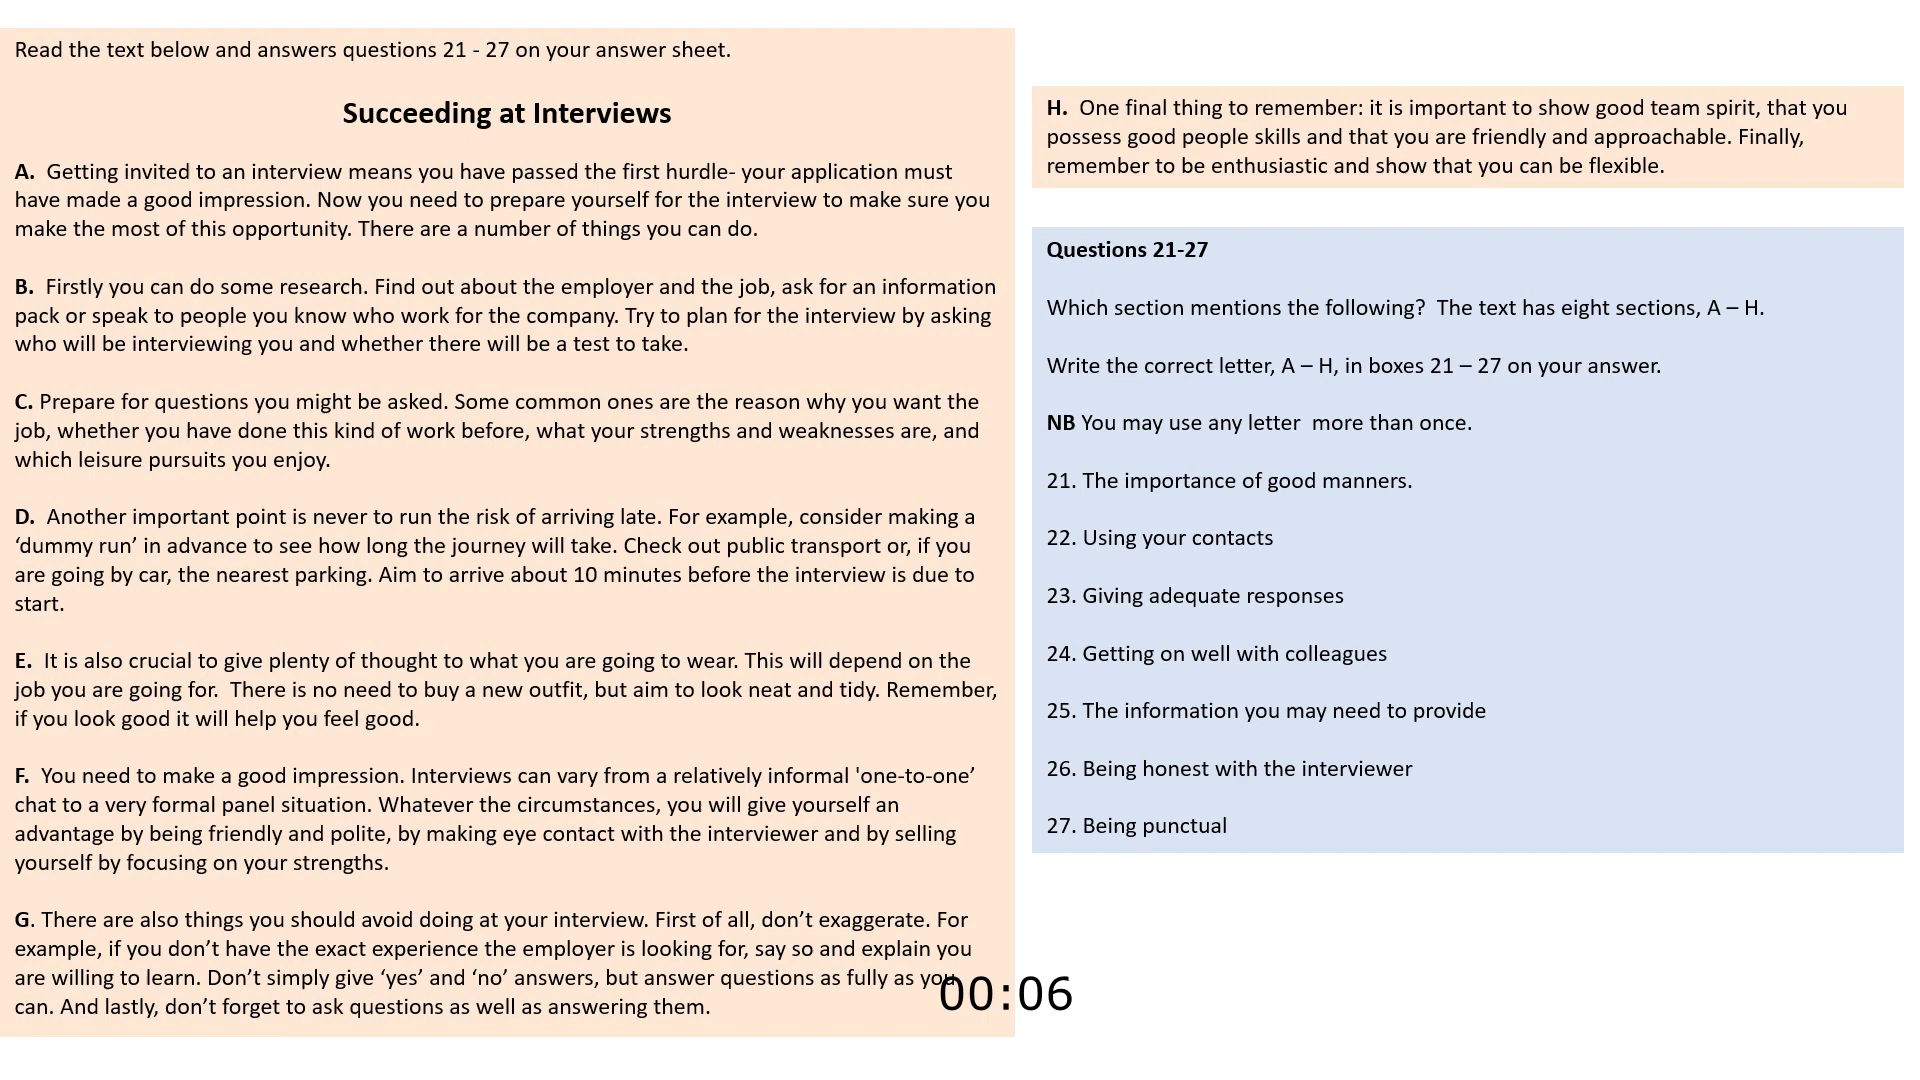 Read the text below and answers questions 21 - 27 on your answer sheet.
Succeeding at Interviews
A. Getting invited to an interview means you have passed the first hurdle- your application must
have made a good impression. Now you need to prepare yourself for the interview to make sure you
make the most of this opportunity. There are a number of things you can do.
B. Firstly you can do some research. Find out about the employer and the job, ask for an information
pack or speak to people you know who work for the company. Try to plan for the interview by asking
who will be interviewing you and whether there will be a test to take.
C. Prepare for questions you might be asked. Some common ones are the reason why you want the
job, whether you have done this kind of work before, what your strengths and weaknesses are, and
which leisure pursuits you enjoy.
D. Another important point is never to run the risk of arriving late. For example, consider making a
‘dummy run’ in advance to see how long the journey will take. Check out public transport or, if you
are going by car, the nearest parking. Aim to arrive about 10 minutes before the interview is due to
start.
E. It is also crucial to give plenty of thought to what you are going to wear. This will depend on the
job you are going for. There is no need to buy a new outfit, but aim to look neat and tidy. Remember,
if you look good it will help you feel good.
F. You need to make a good impression. Interviews can vary from a relatively informal 'one-to-one’
chat to a very formal panel situation. Whatever the circumstances, you will give yourself an
advantage by being friendly and polite, by making eye contact with the interviewer and by selling
yourself by focusing on your strengths.
G. There are also things you should avoid doing at your interview. First of all, don’t exaggerate. For
example, if you don’t have the exact experience the employer is looking for, say so and explain you
are willing to learn. Don’t simply give ‘yes’ and ‘no’ answers, but answer questions as fully as you
can. And lastly, don’t forget to ask questions as well as answering them.
00:06
H. One final thing to remember: it is important to show good team spirit, that you
possess good people skills and that you are friendly and approachable. Finally,
remember to be enthusiastic and show that you can be flexible.
Questions 21-27
Which section mentions the following? The text has eight sections, A – H.
Write the correct letter, A – H, in boxes 21 – 27 on your answer.
NB You may use any letter more than once.
21. The importance of good manners.
22. Using your contacts
23. Giving adequate responses
24. Getting on well with colleagues
25. The information you may need to provide
26. Being honest with the interviewer
27. Being punctual